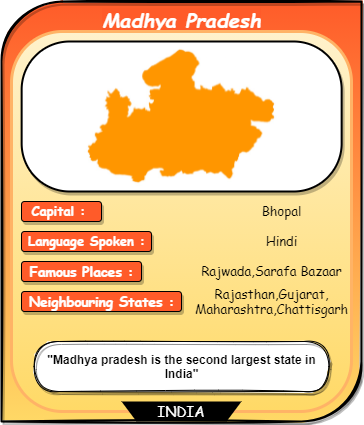 Madhya Pradesh
Capital : Bhopal
Language Spoken : Hindi
Famous Places : Rajwada,Sarafa Bazaar
Neighbouring States : Rajasthan,Gujarat,
Maharashtra,Chattisgarh
"Madhya pradesh is the second largest state in
India"
INDIA